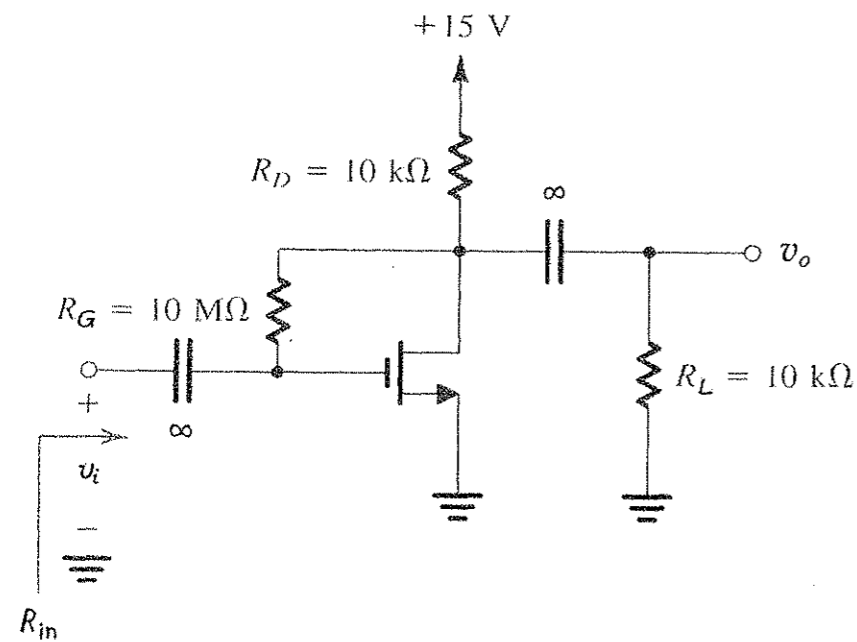 +15 V
R_D = 10 kΩ
∞
v_o
R_G = 10 MΩ
R_L = 10 kΩ
+
∞
v_i
−
R_in